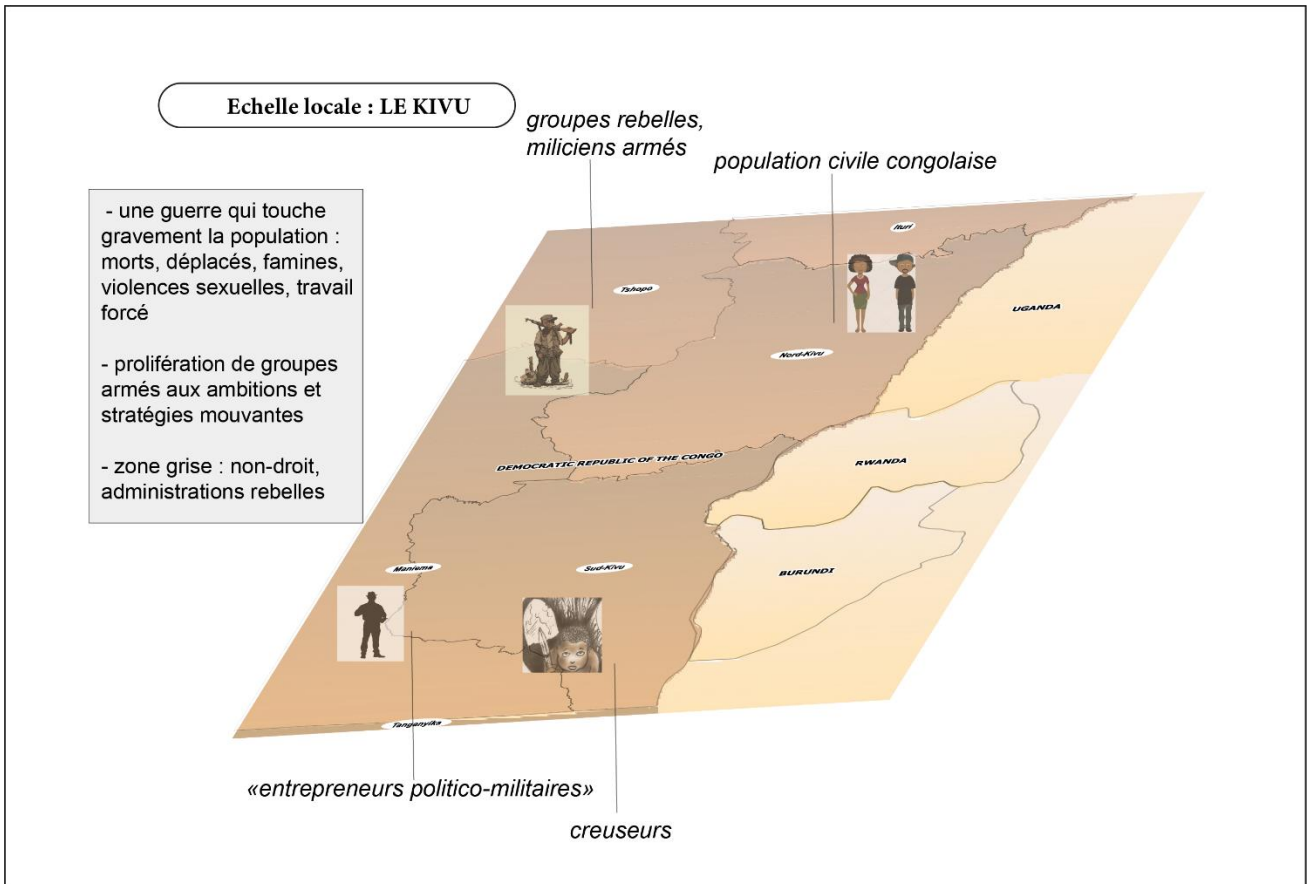 Echelle locale : LE KIVU
groupes rebelles,
miliciens armés
population civile congolaise
- une guerre qui touche
gravement la population :
morts, déplacés, famines,
violences sexuelles, travail
forcé
- prolifération de groupes
armés aux ambitions et
stratégies mouvantes
- zone grise : non-droit,
administrations rebelles
Ituri
Tshopo
UGANDA
Nord-Kivu
DEMOCRATIC REPUBLIC OF THE CONGO
RWANDA
Maniema
Sud-Kivu
BURUNDI
Tanganyika
«entrepreneurs politico-militaires»
creuseurs